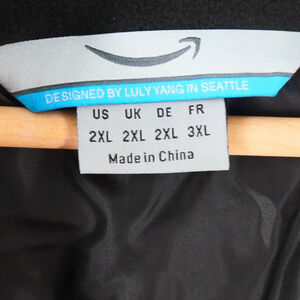 DESIGNED BY LULY YANG IN SEATTLE
US UK DE FR
2XL 2XL 2XL 3XL
Made in China